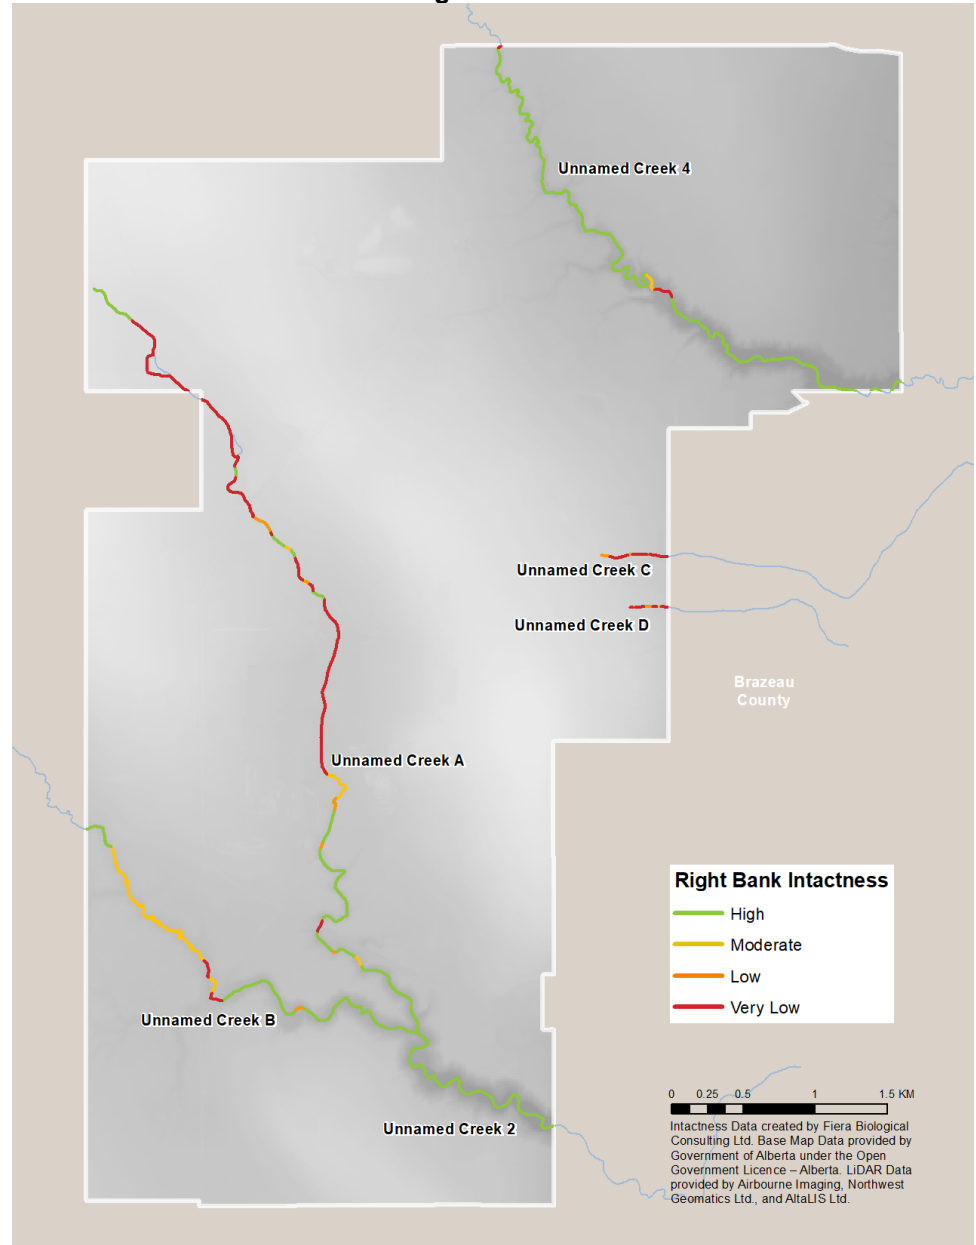 Unnamed Creek 4
Unnamed Creek C
Unnamed Creek D
Brazeau
County
Unnamed Creek A
Right Bank Intactness
High
Moderate
Low
Very Low
Unnamed Creek B
Unnamed Creek 2
0 0.25 0.5 1 1.5 KM
Intactness Data created by Fiera Biological
Consulting Ltd. Base Map Data provided by
Government of Alberta under the Open
Government Licence – Alberta. LiDAR Data
provided by Airbourne Imaging, Northwest
Geomatics Ltd., and AltaLIS Ltd.